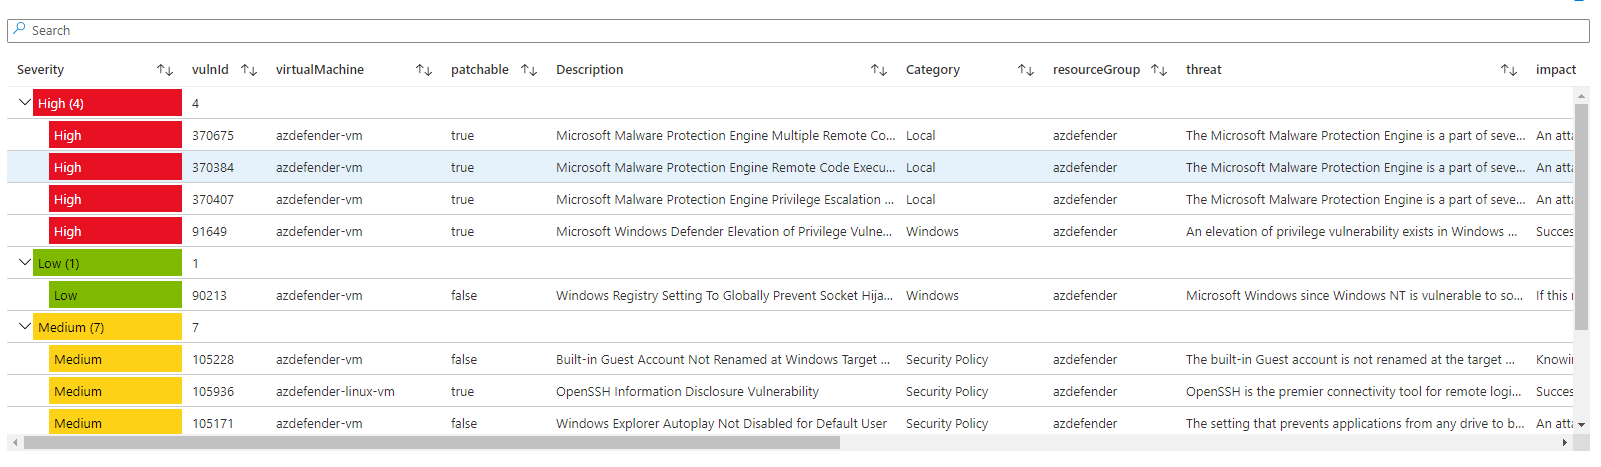 Search
Severity vulnId virtualMachine patchable Description Category resourceGroup threat impact
High (4) 4
High 370675 azdefender-vm true Microsoft Malware Protection Engine Multiple Remote Co... Local azdefender The Microsoft Malware Protection Engine is a part of seve... An atta
High 370384 azdefender-vm true Microsoft Malware Protection Engine Remote Code Execu... Local azdefender The Microsoft Malware Protection Engine is a part of seve... An atta
High 370407 azdefender-vm true Microsoft Malware Protection Engine Privilege Escalation ... Local azdefender The Microsoft Malware Protection Engine is a part of seve... An atta
High 91649 azdefender-vm true Microsoft Windows Defender Elevation of Privilege Vulne... Windows azdefender An elevation of privilege vulnerability exists in Windows ... Succes
Low (1) 1
Low 90213 azdefender-vm false Windows Registry Setting To Globally Prevent Socket Hija... Windows azdefender Microsoft Windows since Windows NT is vulnerable to so... If this
Medium (7) 7
Medium 105228 azdefender-vm false Built-in Guest Account Not Renamed at Windows Target ... Security Policy azdefender The built-in Guest account is not renamed at the target ... Knowi
Medium 105936 azdefender-linux-vm true OpenSSH Information Disclosure Vulnerability Security Policy azdefender OpenSSH is the premier connectivity tool for remote logi... Succes
Medium 105171 azdefender-vm false Windows Explorer Autoplay Not Disabled for Default User Security Policy azdefender The setting that prevents applications from any drive to b... An atta